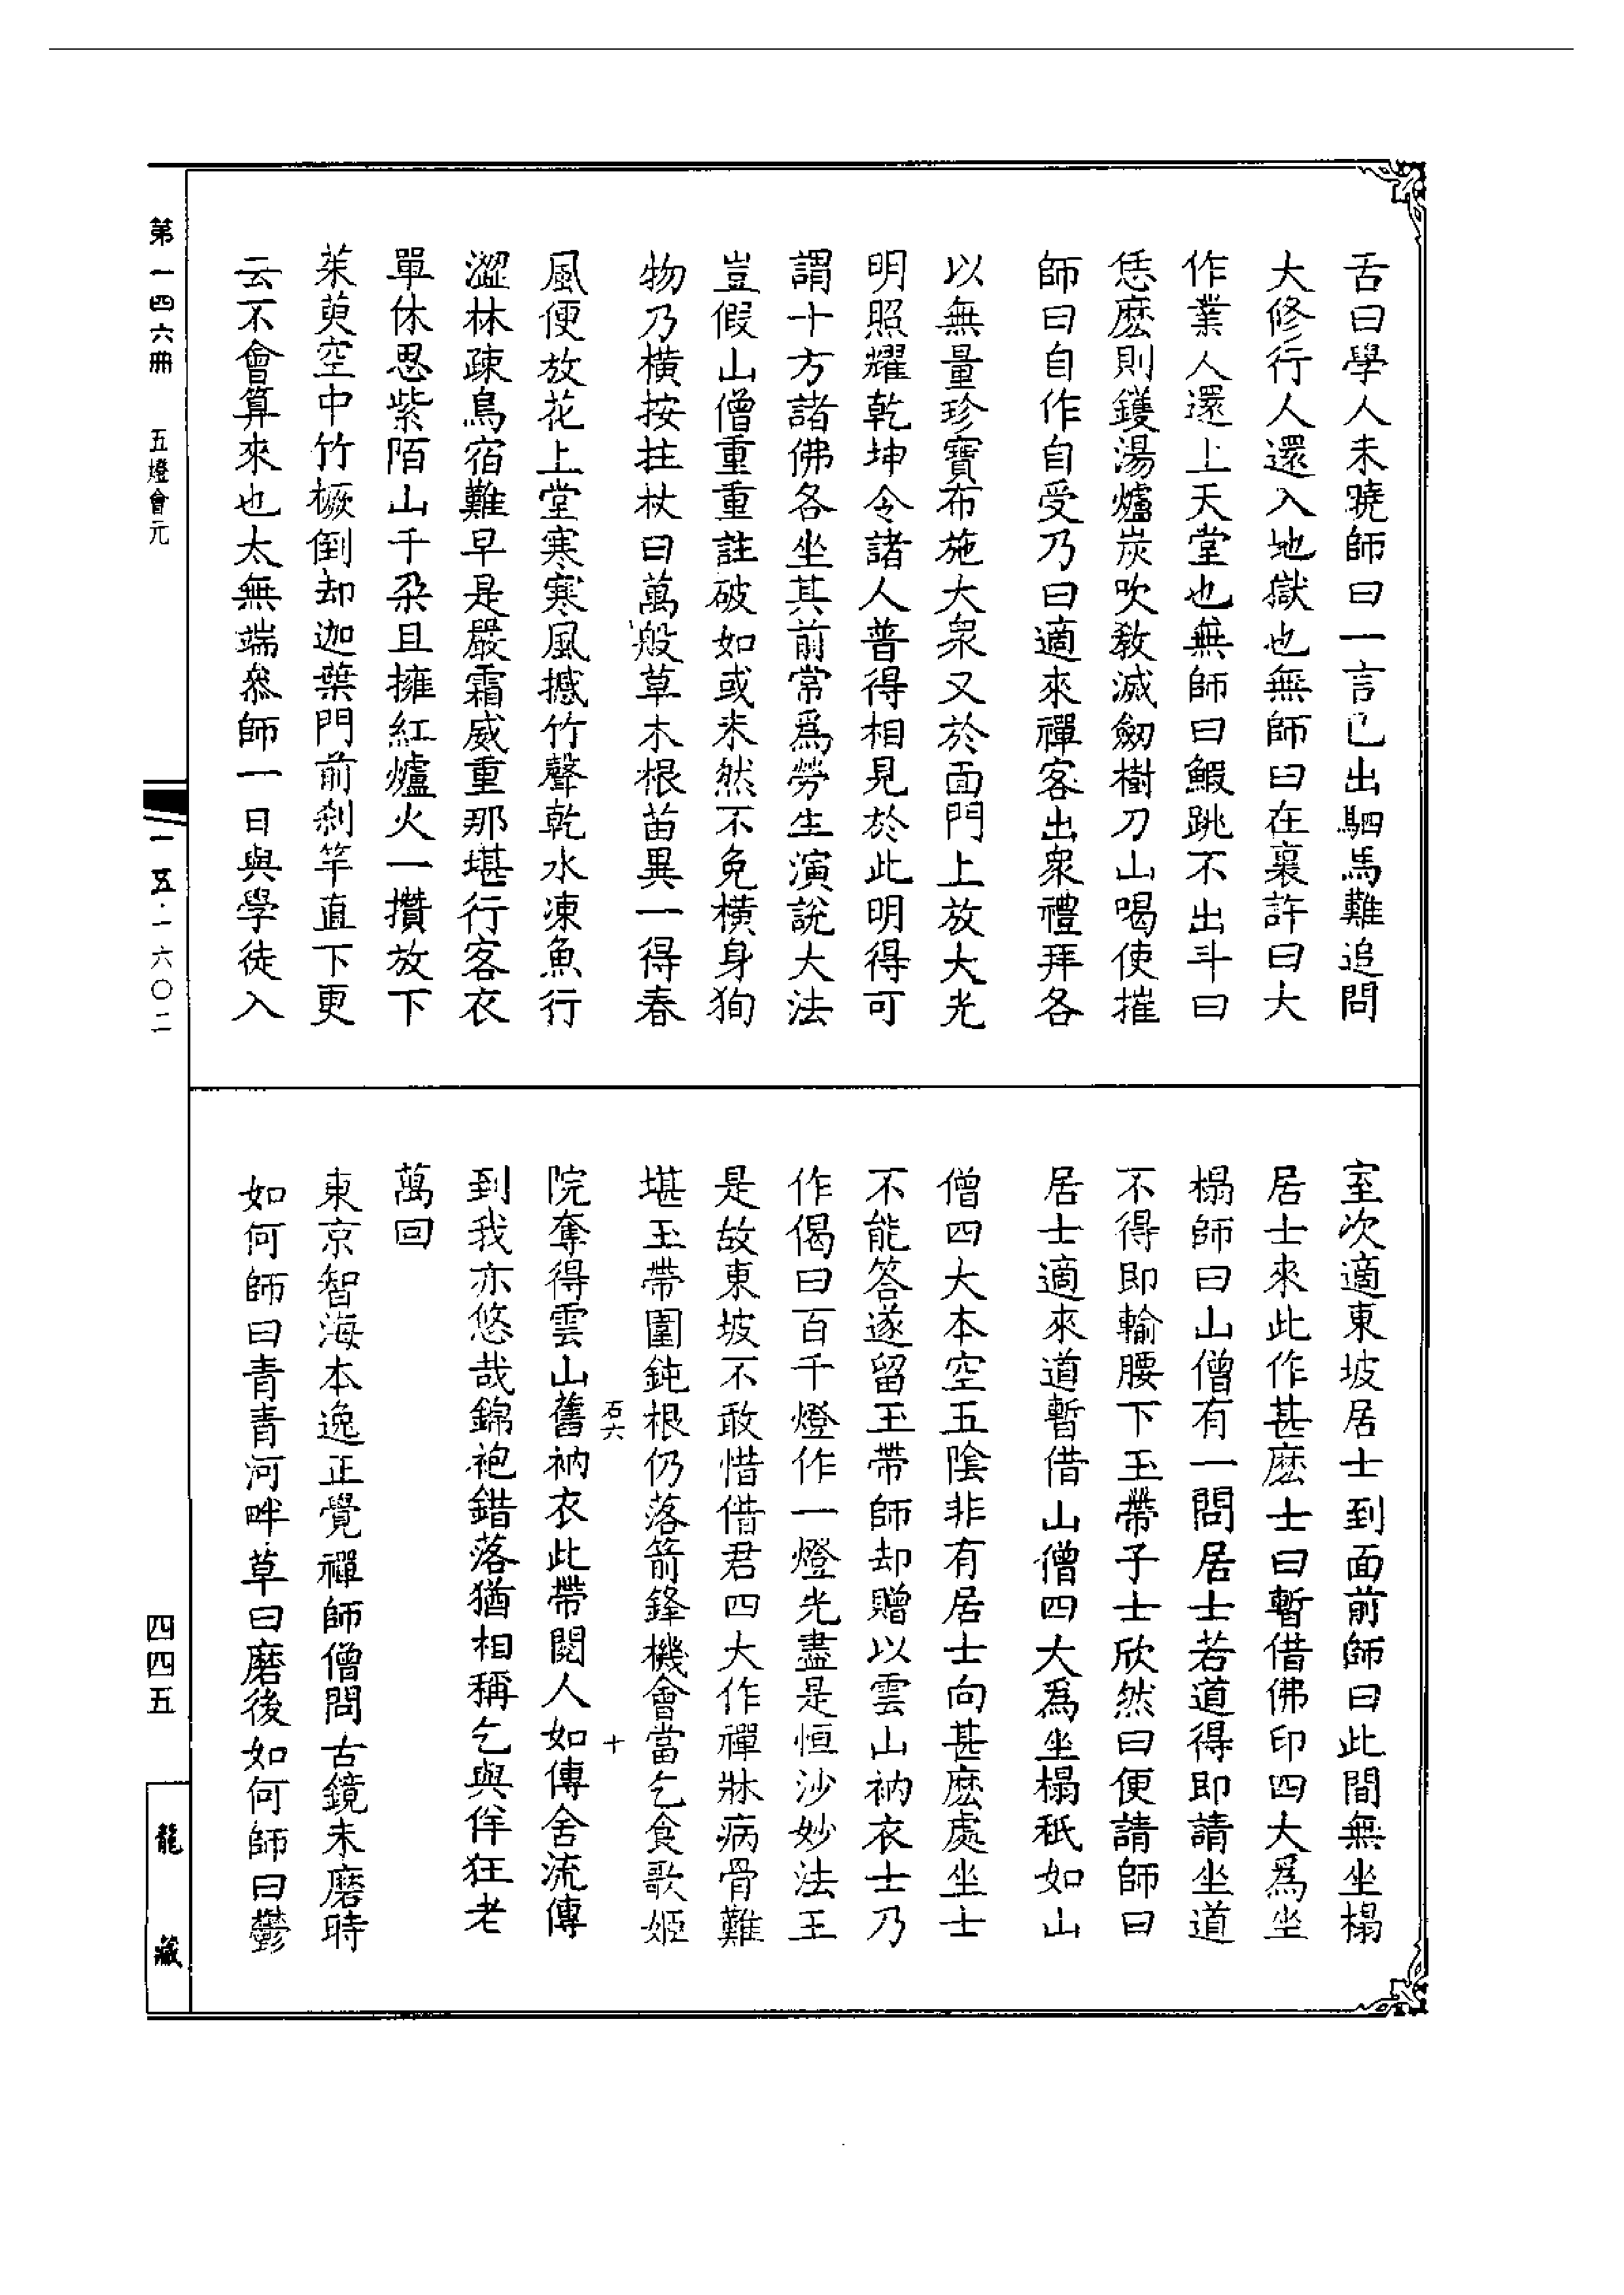 舌曰學人未曉師曰一言已出駟馬難追問
大修行人還入地獄也無師曰在裏許曰大
作業人還上天堂也無師曰鰕跳不出斗曰
恁麽則鑊湯爐炭吹教滅劒樹刀山喝使摧
師曰自作自受乃曰適來禪客出衆禮拜各
以無量珍寶布施大衆又於面門上放大光
明照耀乾坤令諸人普得相見於此明得可
謂十方諸佛各坐其前常爲勞生演說大法
豈假山僧重重註破如或未然不免橫身狥
物乃橫按拄杖曰萬般草木根苗異一得春
風便放花上堂寒寒風撼竹聲乾水凍魚行
澀林疎鳥宿難早是嚴霜威重那堪行客衣
單休思紫陌山千朶且擁紅爐火一攢放下
茱萸空中竹橛倒却迦葉門前刹竿直下更
云不會算來也太無端叅師一日與學徒入
室次適東坡居士到面前師曰此間無坐榻
居士來此作甚麽士曰暫借佛印四大爲坐
榻師曰山僧有一問居士若道得即請坐道
不得即輸腰下玉帶子士欣然曰便請師曰
居士適來道暫借山僧四大爲坐榻秖如山
僧四大本空五陰非有居士向甚麽處坐士
不能答遂留玉帶師却贈以雲山衲衣士乃
作偈曰百千燈作一燈光盡是恒沙妙法王
是故東坡不敢惜借君四大作禪牀病骨難
堪玉帶圍鈍根仍落箭鋒機會當乞食歌姬
石六 十
院奪得雲山舊衲衣此帶閱人如傳舍流傳
到我亦悠哉錦袍錯落猶相稱乞與佯狂老
萬回
東京智海本逸正覺禪師僧問古鏡未磨時
如何師曰青青河畔草曰磨後如何師曰鬱
第一四六冊 五燈會元
一五·一六〇二
四四五
龍藏